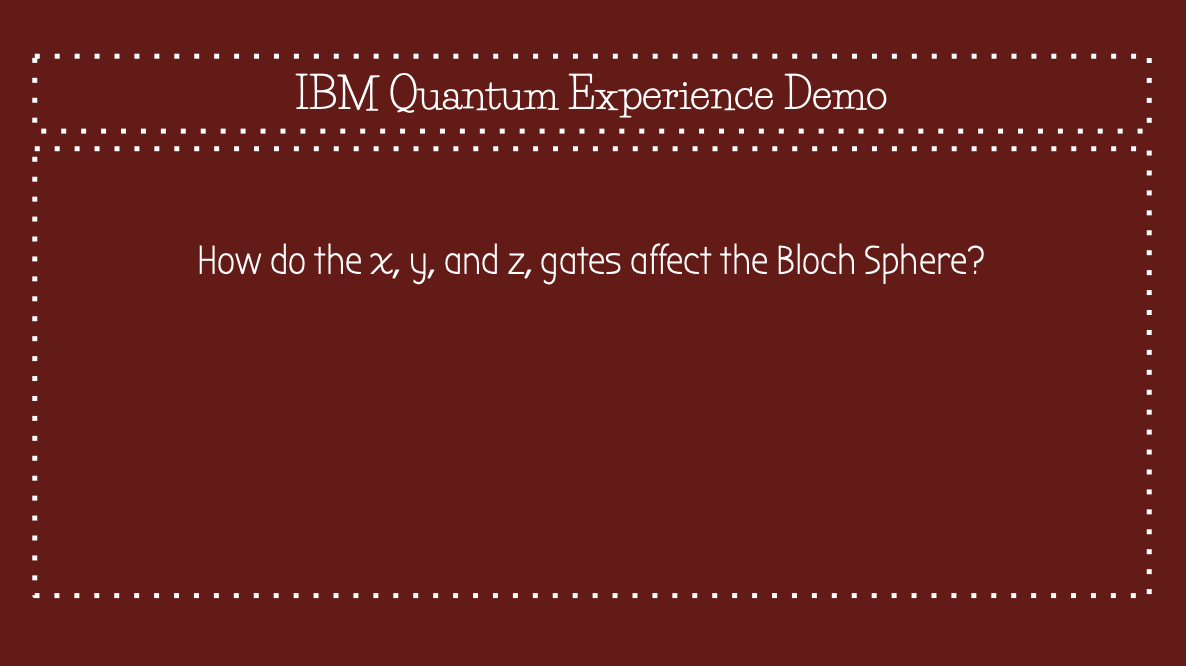 IBM Quantum Experience Demo
How do the x, y, and z, gates affect the Bloch Sphere?